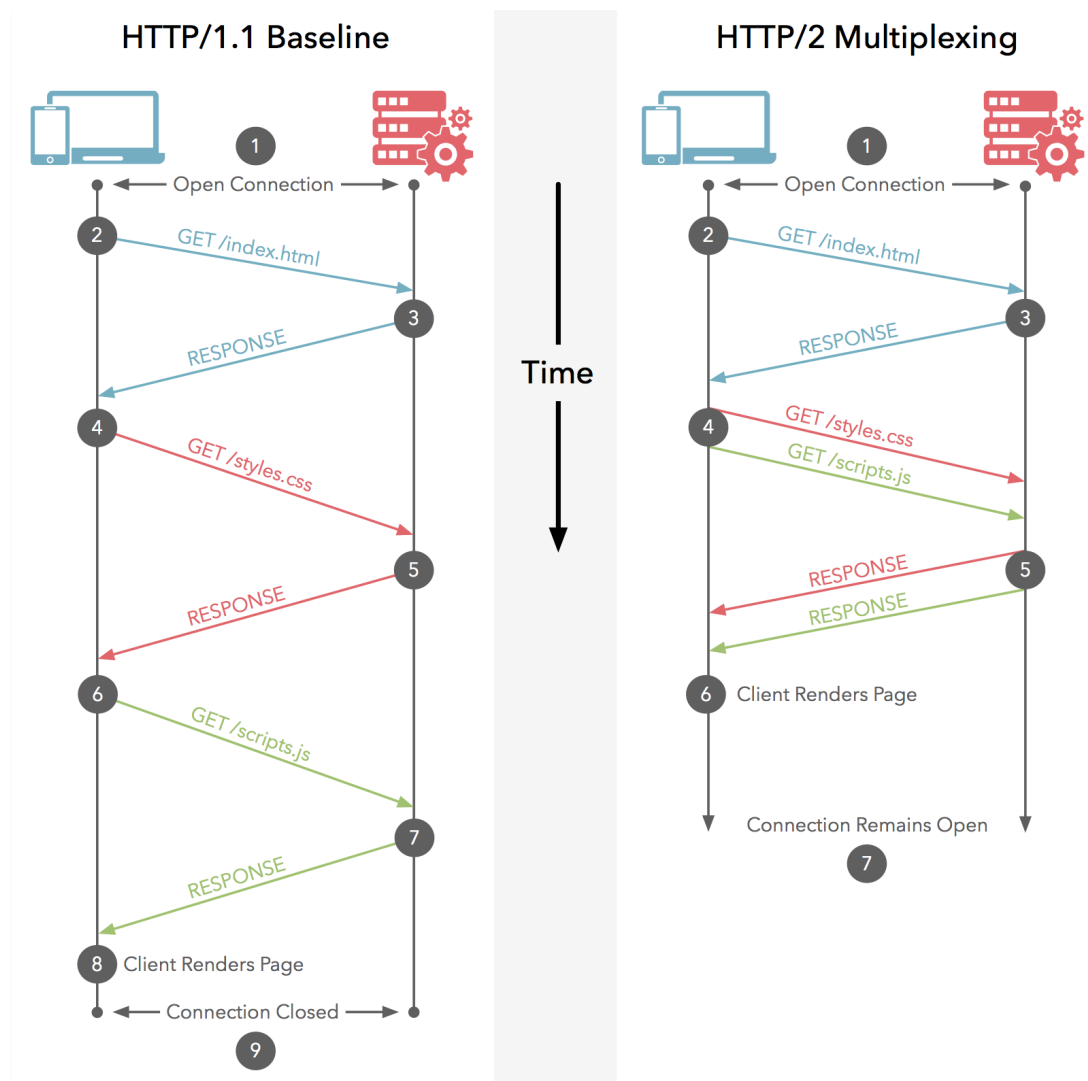 HTTP/1.1 Baseline
1
Open Connection
2
GET /index.html
3
RESPONSE
4
GET /styles.css
5
RESPONSE
6
GET /scripts.js
7
RESPONSE
8 Client Renders Page
Connection Closed
9
Time
HTTP/2 Multiplexing
1
Open Connection
2
GET /index.html
3
RESPONSE
4
GET /styles.css
GET /scripts.js
5
RESPONSE
RESPONSE
6 Client Renders Page
Connection Remains Open
7